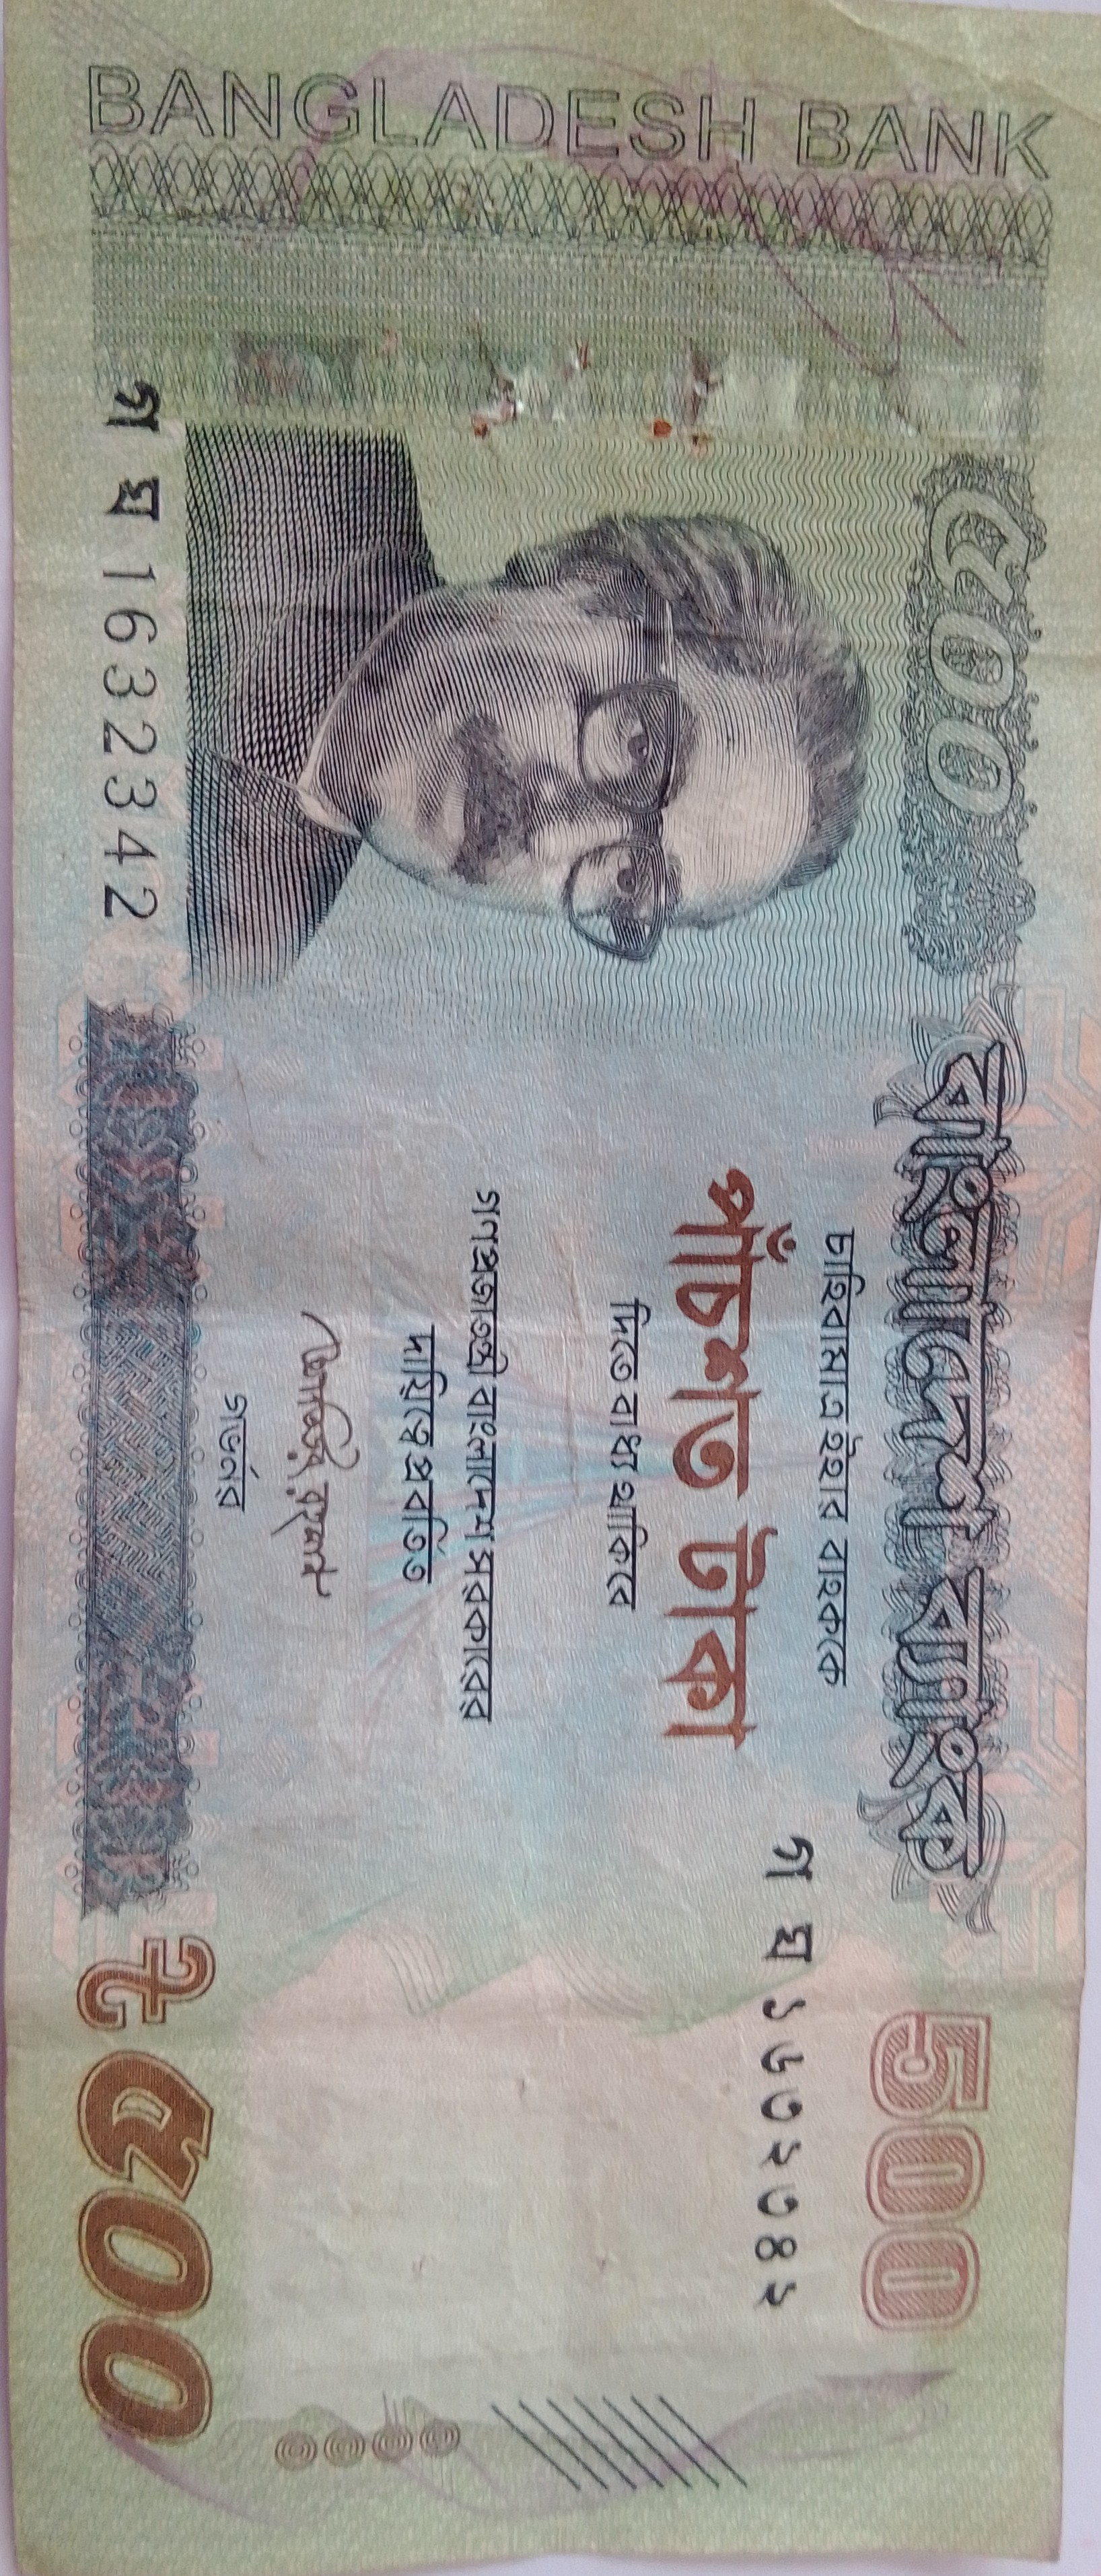 BANGLADESH BANK
৫০০
বাংলাদেশ ব্যাংক
500
চাহিবামাত্র ইহার বাহককে
গ ঘ ১৬৩২৩৪২
পাঁচশত টাকা
দিতে বাধ্য থাকিবে
গণপ্রজাতন্ত্রী বাংলাদেশ সরকারের
দায়িত্বে প্রবর্তিত
আতিউর রহমান
গভর্নর
গ ঘ 1632342
৳ ৫০০